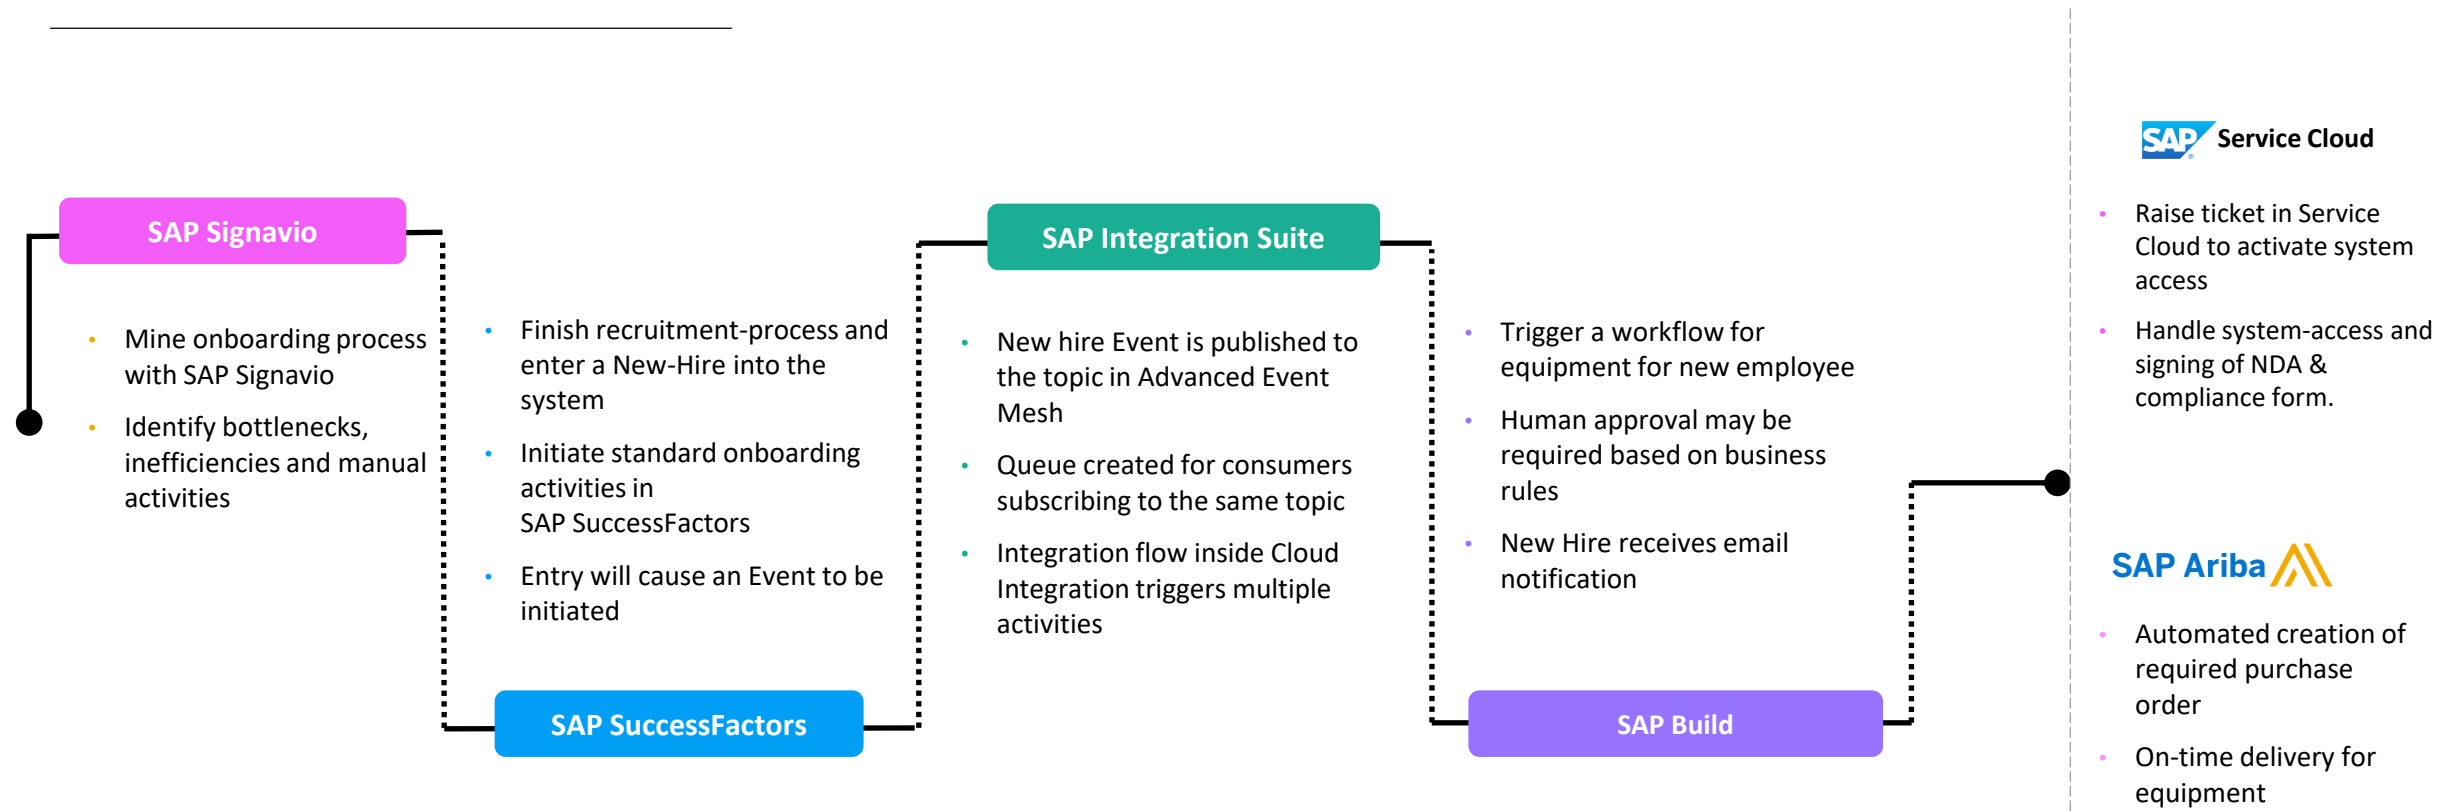 SAP Signavio
Mine onboarding process
with SAP Signavio
Identify bottlenecks,
inefficiencies and manual
activities
Finish recruitment-process and
enter a New-Hire into the
system
Initiate standard onboarding
activities in
SAP SuccessFactors
Entry will cause an Event to be
initiated
SAP SuccessFactors
SAP Integration Suite
New hire Event is published to
the topic in Advanced Event
Mesh
Queue created for consumers
subscribing to the same topic
Integration flow inside Cloud
Integration triggers multiple
activities
Trigger a workflow for
equipment for new employee
Human approval may be
required based on business
rules
New Hire receives email
notification
SAP Build
SAP® Service Cloud
Raise ticket in Service
Cloud to activate system
access
Handle system-access and
signing of NDA &
compliance form.
SAP Ariba
Automated creation of
required purchase
order
On-time delivery for
equipment